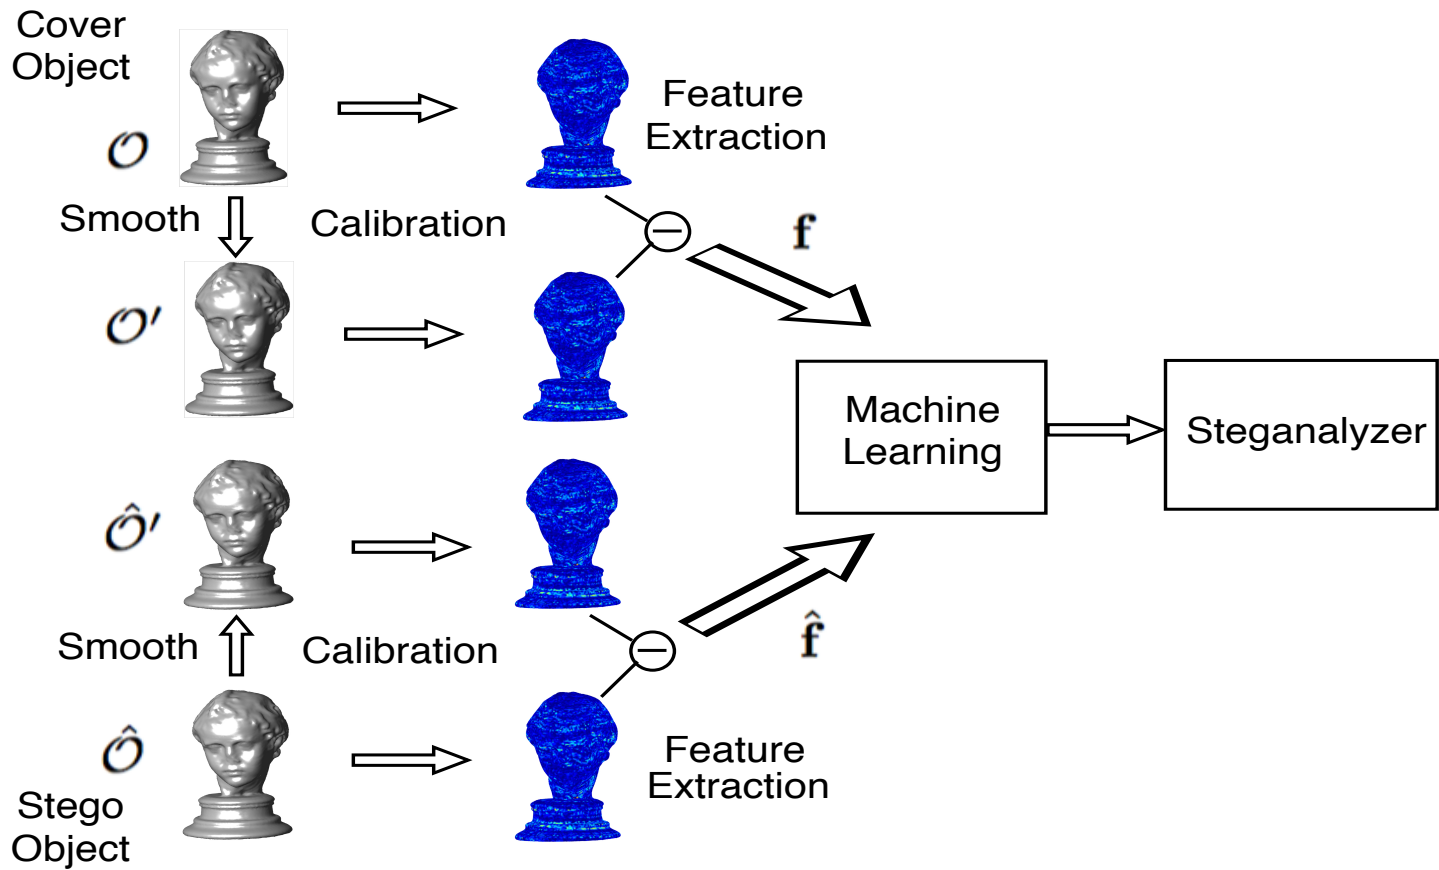 Cover
Object
𝒪
Feature
Extraction
Smooth
Calibration
f
𝒪′
Machine
Learning
Steganalyzer
𝒪̂′
Smooth
Calibration
f̂
𝒪̂
Feature
Extraction
Stego
Object